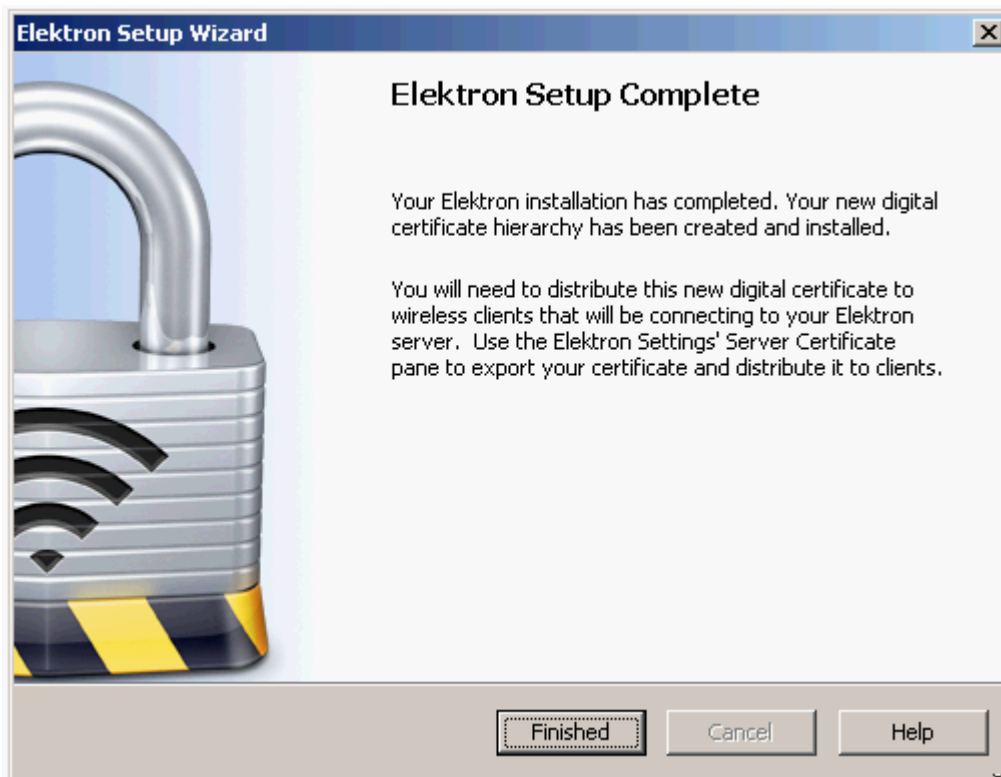 Elektron Setup Wizard
Elektron Setup Complete
Your Elektron installation has completed. Your new digital
certificate hierarchy has been created and installed.
You will need to distribute this new digital certificate to
wireless clients that will be connecting to your Elektron
server.  Use the Elektron Settings' Server Certificate
pane to export your certificate and distribute it to clients.
Finished
Cancel
Help